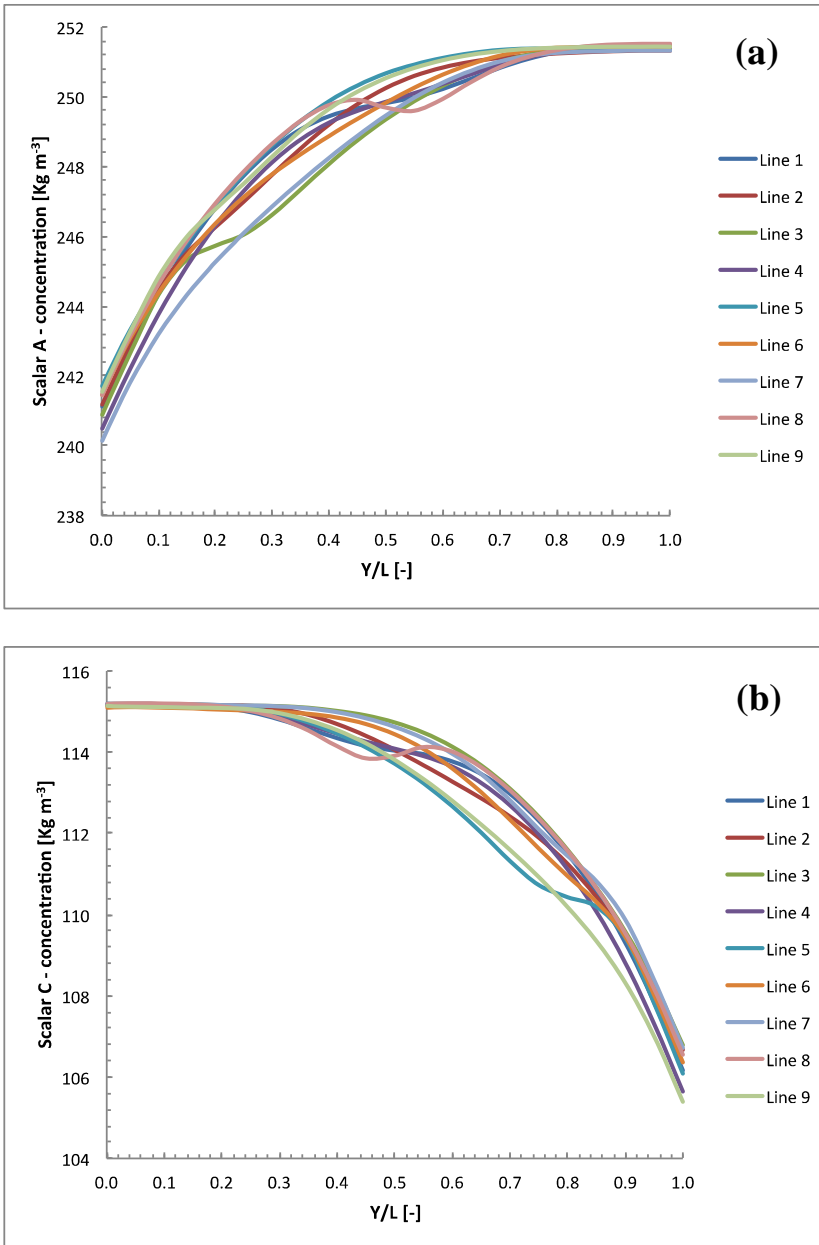 (a)
Scalar A - concentration [Kg m-3]
252
250
248
246
244
242
240
238
0.0 0.1 0.2 0.3 0.4 0.5 0.6 0.7 0.8 0.9 1.0
Y/L [-]
Line 1
Line 2
Line 3
Line 4
Line 5
Line 6
Line 7
Line 8
Line 9
(b)
Scalar C - concentration [Kg m-3]
116
114
112
110
108
106
104
0.0 0.1 0.2 0.3 0.4 0.5 0.6 0.7 0.8 0.9 1.0
Y/L [-]
Line 1
Line 2
Line 3
Line 4
Line 5
Line 6
Line 7
Line 8
Line 9